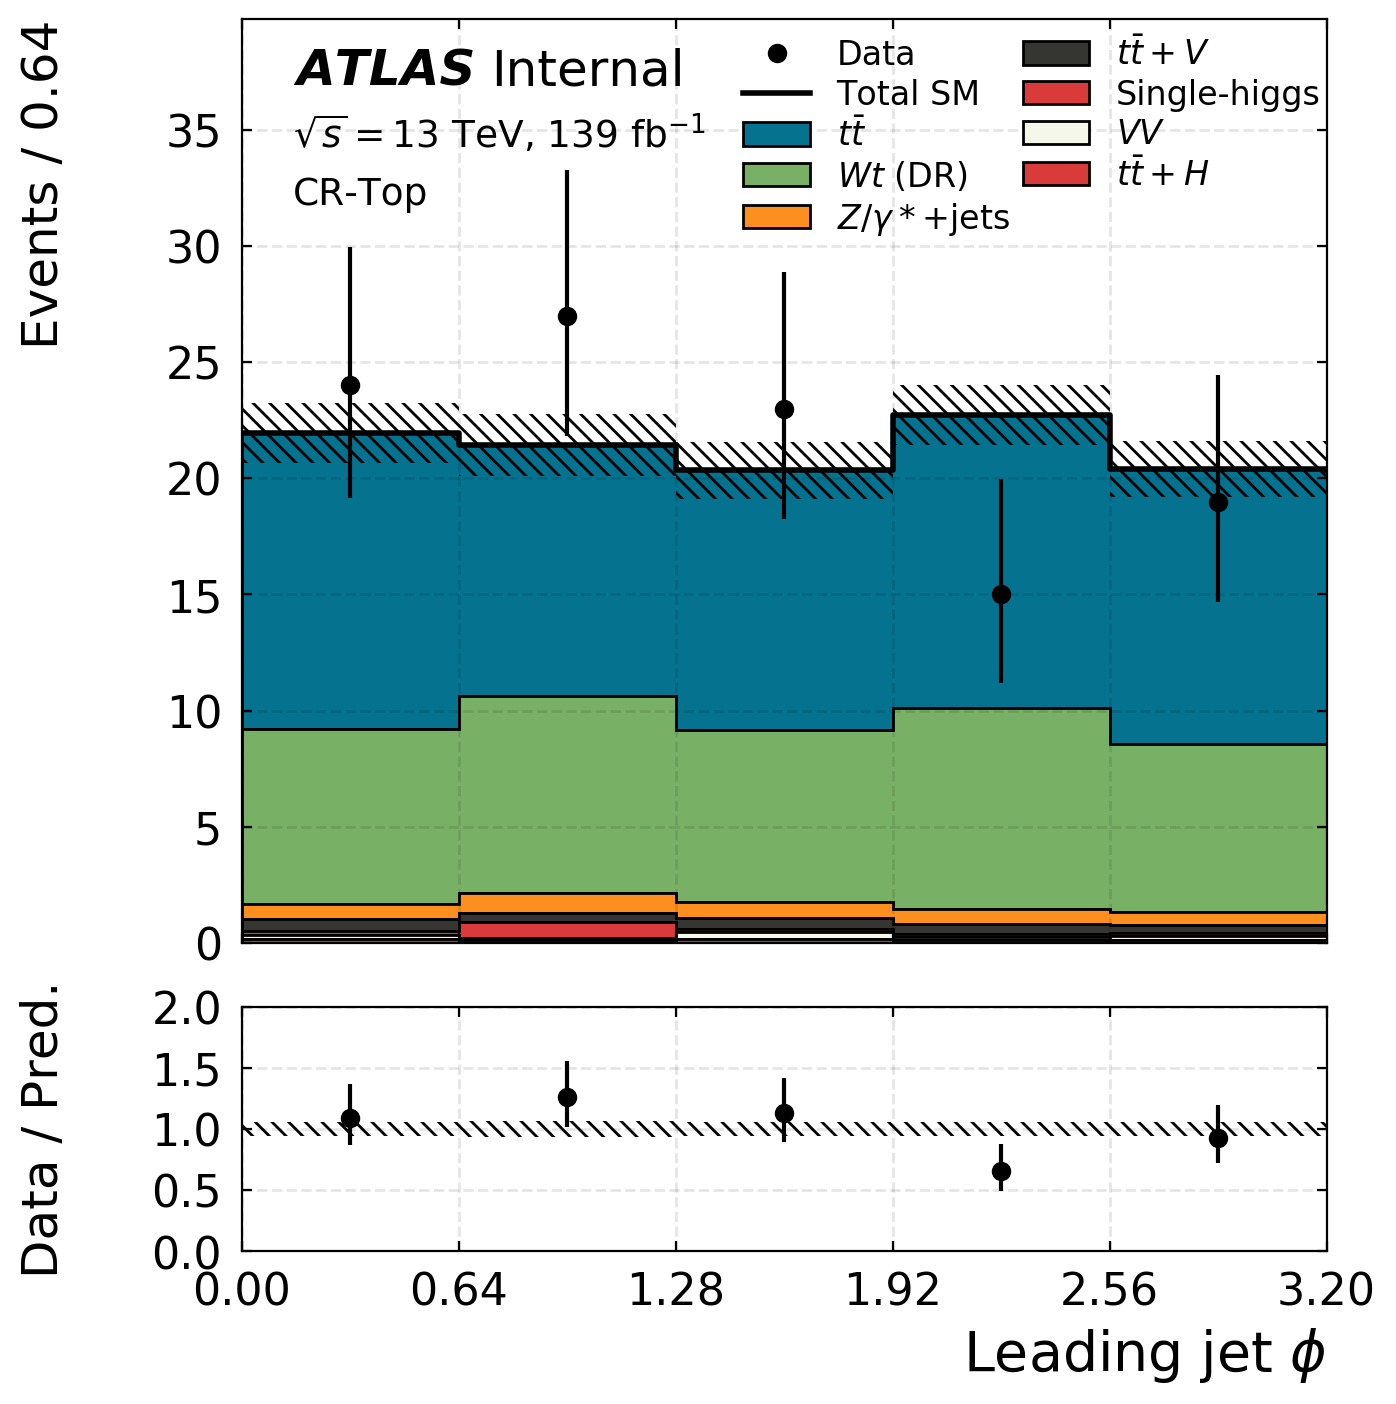 Events / 0.64
ATLAS Internal
√s = 13 TeV, 139 fb⁻¹
CR-Top
Data
Total SM
tt̄
Wt (DR)
Z/γ*+jets
tt̄ + V
Single-higgs
VV
tt̄ + H
35
30
25
20
15
10
5
0
Data / Pred.
2.0
1.5
1.0
0.5
0.0
0.00 0.64 1.28 1.92 2.56 3.20
Leading jet ϕ